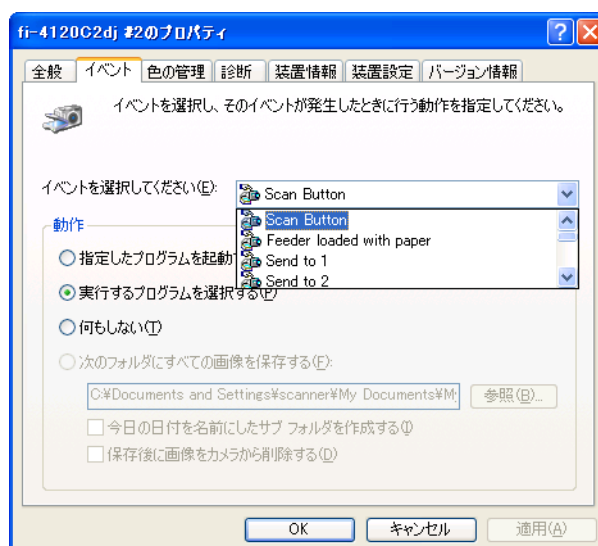 fi-4120C2dj #2のプロパティ
全般 イベント 色の管理 診断 装置情報 装置設定 バージョン情報
イベントを選択し、そのイベントが発生したときに行う動作を指定してください。
イベントを選択してください(E): Scan Button
Scan Button
Feeder loaded with paper
Send to 1
Send to 2
動作
指定したプログラムを起動
実行するプログラムを選択する(P)
何もしない(T)
次のフォルダにすべての画像を保存する(F):
C:¥Documents and Settings¥scanner¥My Documents¥M 参照(B)...
今日の日付を名前にしたサブ フォルダを作成する(I)
保存後に画像をカメラから削除する(D)
OK キャンセル 適用(A)